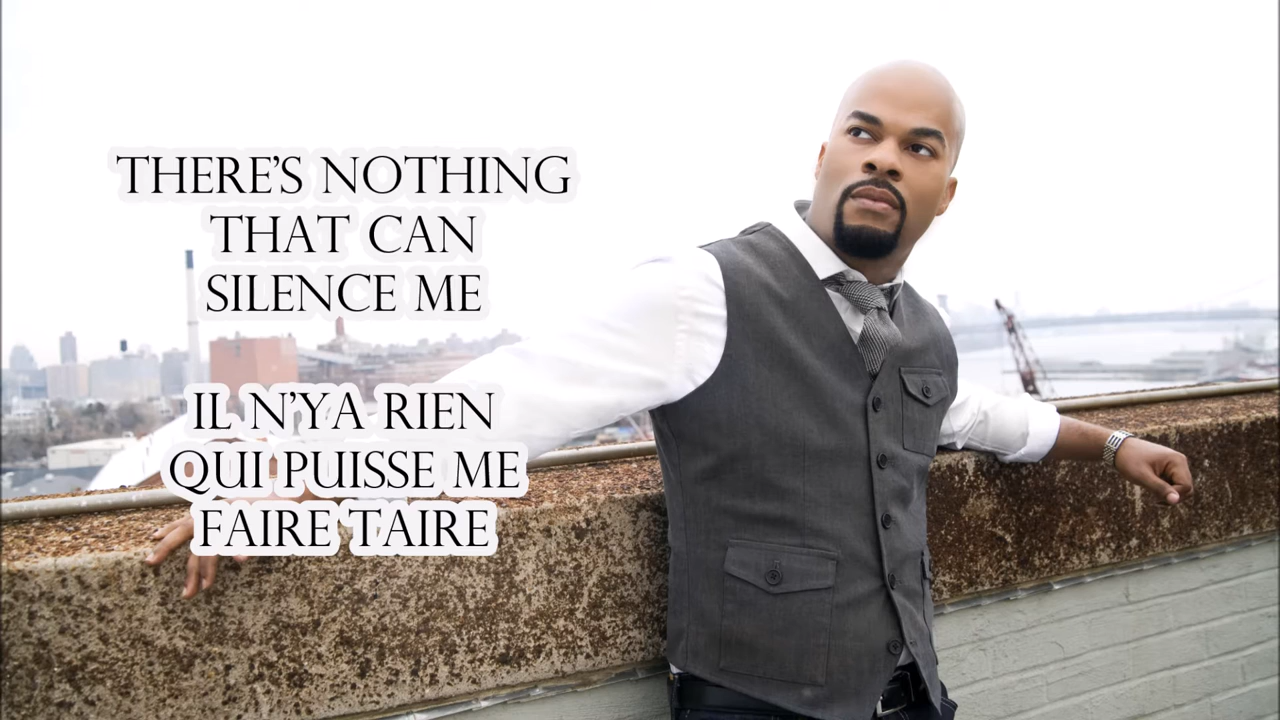 THERE'S NOTHING
THAT CAN
SILENCE ME
IL N'YA RIEN
QUI PUISSE ME
FAIRE TAIRE